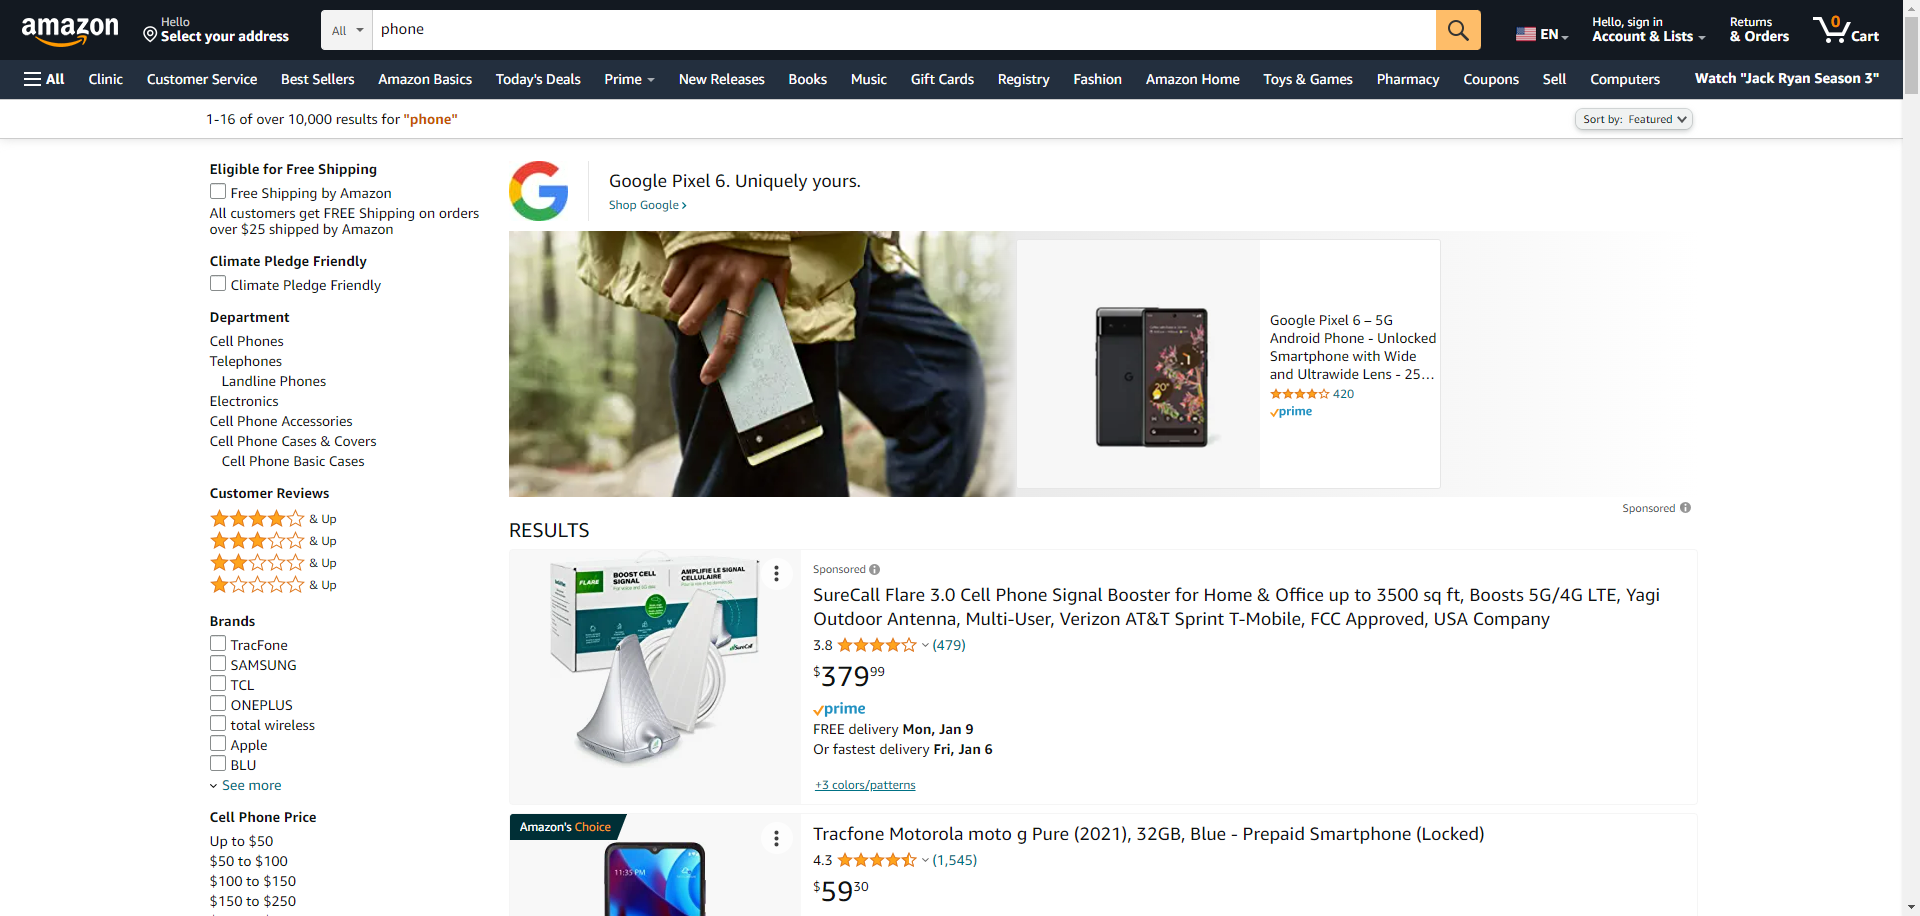 amazon
Hello
Select your address
All
phone
EN
Hello, sign in
Account & Lists
Returns
& Orders
0
Cart
All
Clinic
Customer Service
Best Sellers
Amazon Basics
Today's Deals
Prime
New Releases
Books
Music
Gift Cards
Registry
Fashion
Amazon Home
Toys & Games
Pharmacy
Coupons
Sell
Computers
Watch "Jack Ryan Season 3"
1-16 of over 10,000 results for "phone"
Sort by: Featured
Eligible for Free Shipping
Free Shipping by Amazon
All customers get FREE Shipping on orders
over $25 shipped by Amazon
Climate Pledge Friendly
Climate Pledge Friendly
Department
Cell Phones
Telephones
Landline Phones
Electronics
Cell Phone Accessories
Cell Phone Cases & Covers
Cell Phone Basic Cases
Customer Reviews
& Up
& Up
& Up
& Up
Brands
TracFone
SAMSUNG
TCL
ONEPLUS
total wireless
Apple
BLU
See more
Cell Phone Price
Up to $50
$50 to $100
$100 to $150
$150 to $250
Google Pixel 6. Uniquely yours.
Shop Google ›
Google Pixel 6 – 5G
Android Phone - Unlocked
Smartphone with Wide
and Ultrawide Lens - 25…
420
prime
Sponsored
RESULTS
FLARE
BOOST CELL
SIGNAL
AMPLIFIE LE SIGNAL
CELLULAIRE
SureCall
Sponsored
SureCall Flare 3.0 Cell Phone Signal Booster for Home & Office up to 3500 sq ft, Boosts 5G/4G LTE, Yagi
Outdoor Antenna, Multi-User, Verizon AT&T Sprint T-Mobile, FCC Approved, USA Company
3.8 (479)
$379 99
prime
FREE delivery Mon, Jan 9
Or fastest delivery Fri, Jan 6
+3 colors/patterns
Amazon's Choice
11:35 PM
Tracfone Motorola moto g Pure (2021), 32GB, Blue - Prepaid Smartphone (Locked)
4.3 (1,545)
$59 30